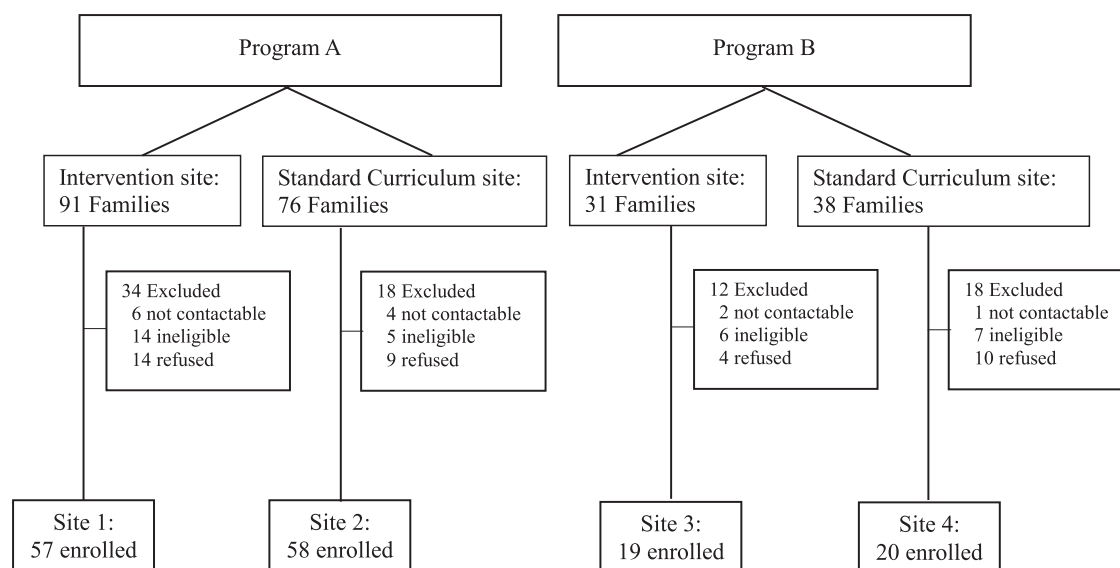 Program A
Program B
Intervention site:
91 Families
Standard Curriculum site:
76 Families
Intervention site:
31 Families
Standard Curriculum site:
38 Families
34 Excluded
6 not contactable
14 ineligible
14 refused
18 Excluded
4 not contactable
5 ineligible
9 refused
12 Excluded
2 not contactable
6 ineligible
4 refused
18 Excluded
1 not contactable
7 ineligible
10 refused
Site 1:
57 enrolled
Site 2:
58 enrolled
Site 3:
19 enrolled
Site 4:
20 enrolled